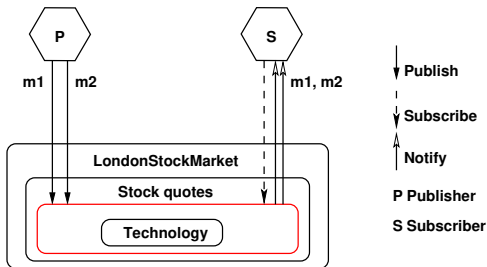 P
S
m1
m2
m1, m2
Publish
Subscribe
Notify
P Publisher
S Subscriber
LondonStockMarket
Stock quotes
Technology